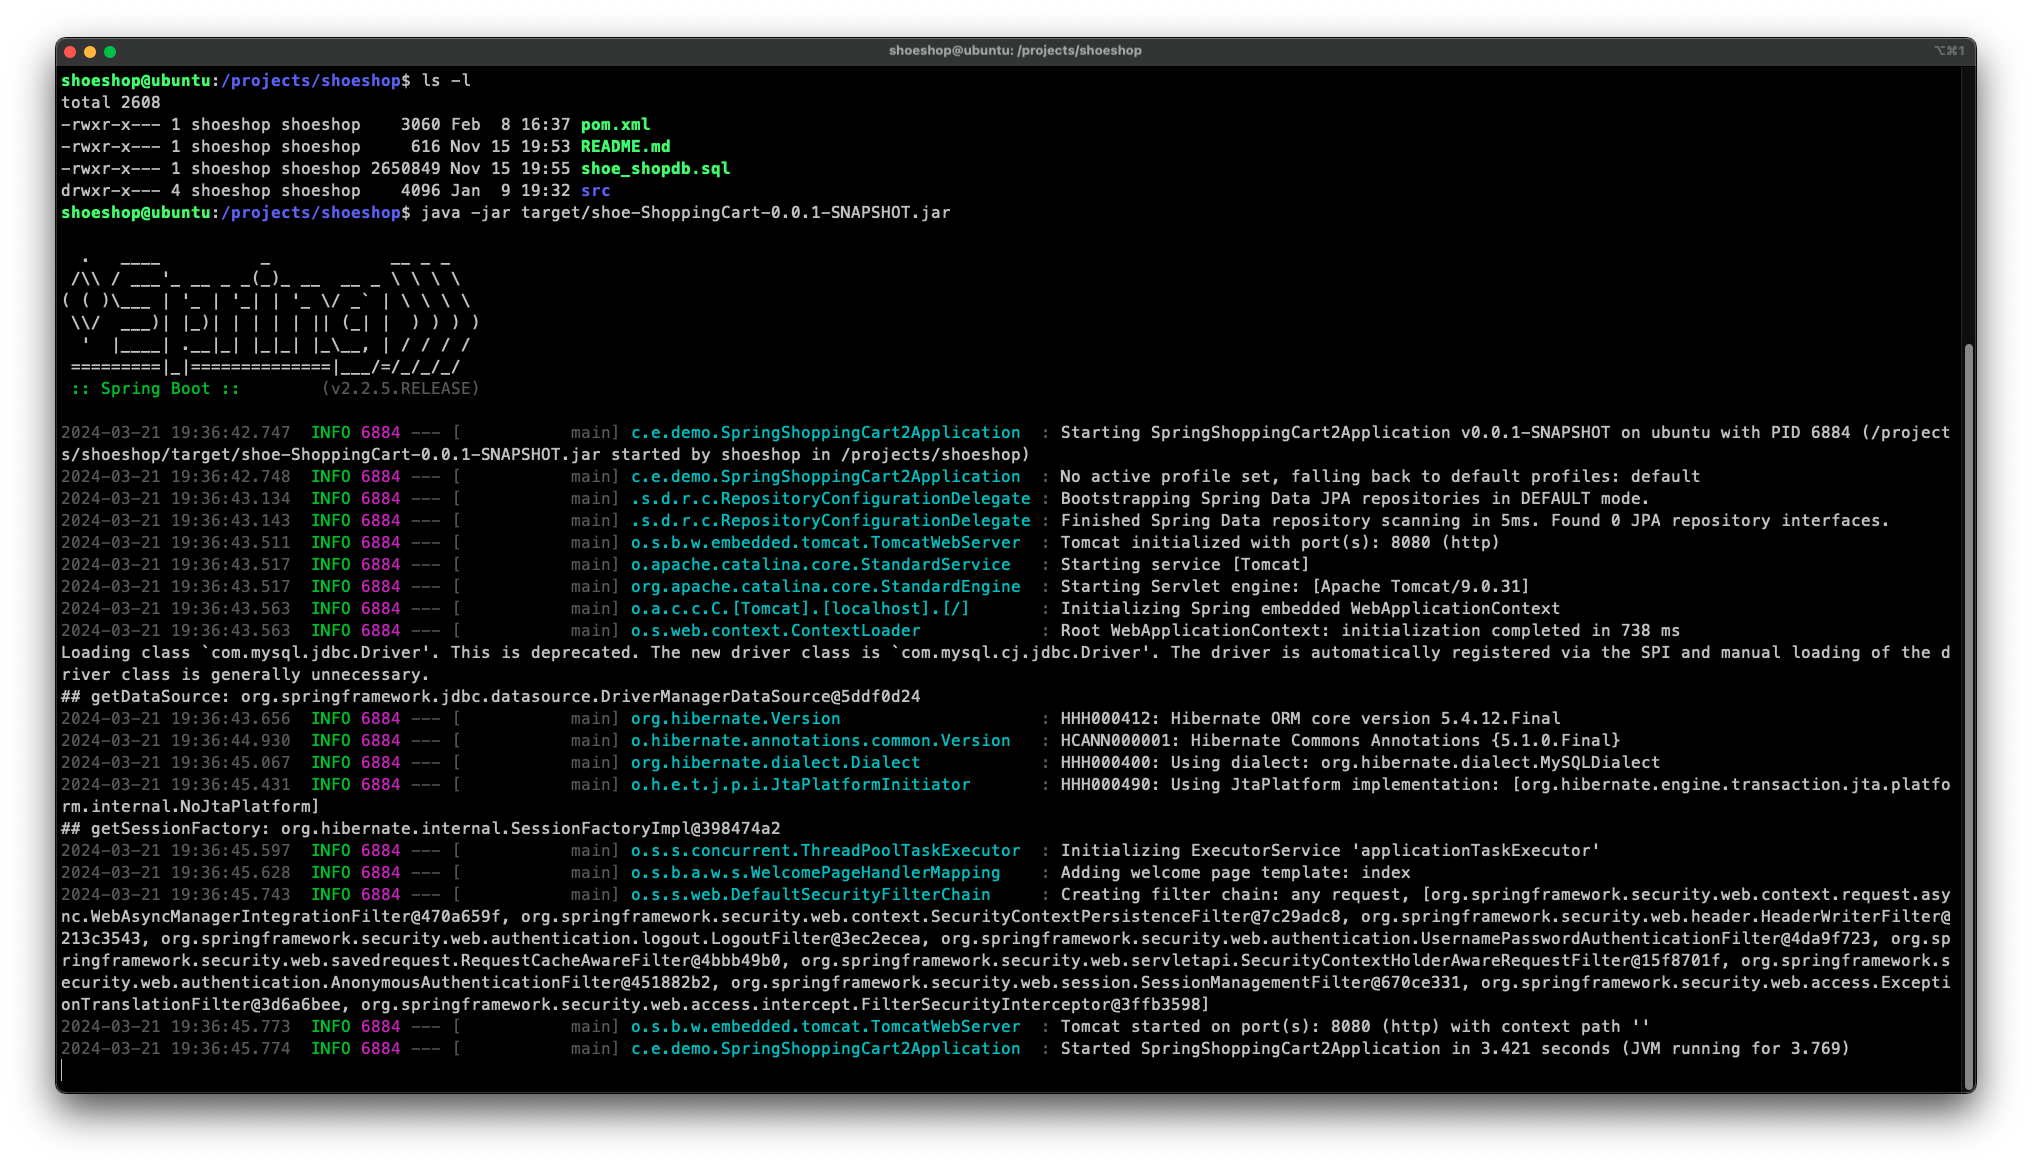 shoeshop@ubuntu: /projects/shoeshop
⌥⌘1
shoeshop@ubuntu:/projects/shoeshop$ ls -l
total 2608
-rwxr-x--- 1 shoeshop shoeshop    3060 Feb  8 16:37 pom.xml
-rwxr-x--- 1 shoeshop shoeshop     616 Nov 15 19:53 README.md
-rwxr-x--- 1 shoeshop shoeshop 2650849 Nov 15 19:55 shoe_shopdb.sql
drwxr-x--- 4 shoeshop shoeshop    4096 Jan  9 19:32 src
shoeshop@ubuntu:/projects/shoeshop$ java -jar target/shoe-ShoppingCart-0.0.1-SNAPSHOT.jar

  .   ____          _            __ _ _
 /\\ / ___'_ __ _ _(_)_ __  __ _ \ \ \ \
( ( )\___ | '_ | '_| | '_ \/ _` | \ \ \ \
 \\/  ___)| |_)| | | | | || (_| |  ) ) ) )
  '  |____| .__|_| |_|_| |_\__, | / / / /
 =========|_|==============|___/=/_/_/_/
 :: Spring Boot ::        (v2.2.5.RELEASE)

2024-03-21 19:36:42.747  INFO 6884 --- [           main] c.e.demo.SpringShoppingCart2Application  : Starting SpringShoppingCart2Application v0.0.1-SNAPSHOT on ubuntu with PID 6884 (/project
s/shoeshop/target/shoe-ShoppingCart-0.0.1-SNAPSHOT.jar started by shoeshop in /projects/shoeshop)
2024-03-21 19:36:42.748  INFO 6884 --- [           main] c.e.demo.SpringShoppingCart2Application  : No active profile set, falling back to default profiles: default
2024-03-21 19:36:43.134  INFO 6884 --- [           main] .s.d.r.c.RepositoryConfigurationDelegate : Bootstrapping Spring Data JPA repositories in DEFAULT mode.
2024-03-21 19:36:43.143  INFO 6884 --- [           main] .s.d.r.c.RepositoryConfigurationDelegate : Finished Spring Data repository scanning in 5ms. Found 0 JPA repository interfaces.
2024-03-21 19:36:43.511  INFO 6884 --- [           main] o.s.b.w.embedded.tomcat.TomcatWebServer  : Tomcat initialized with port(s): 8080 (http)
2024-03-21 19:36:43.517  INFO 6884 --- [           main] o.apache.catalina.core.StandardService   : Starting service [Tomcat]
2024-03-21 19:36:43.517  INFO 6884 --- [           main] org.apache.catalina.core.StandardEngine  : Starting Servlet engine: [Apache Tomcat/9.0.31]
2024-03-21 19:36:43.563  INFO 6884 --- [           main] o.a.c.c.C.[Tomcat].[localhost].[/]       : Initializing Spring embedded WebApplicationContext
2024-03-21 19:36:43.563  INFO 6884 --- [           main] o.s.web.context.ContextLoader            : Root WebApplicationContext: initialization completed in 738 ms
Loading class `com.mysql.jdbc.Driver'. This is deprecated. The new driver class is `com.mysql.cj.jdbc.Driver'. The driver is automatically registered via the SPI and manual loading of the d
river class is generally unnecessary.
## getDataSource: org.springframework.jdbc.datasource.DriverManagerDataSource@5ddf0d24
2024-03-21 19:36:43.656  INFO 6884 --- [           main] org.hibernate.Version                    : HHH000412: Hibernate ORM core version 5.4.12.Final
2024-03-21 19:36:44.930  INFO 6884 --- [           main] o.hibernate.annotations.common.Version   : HCANN000001: Hibernate Commons Annotations {5.1.0.Final}
2024-03-21 19:36:45.067  INFO 6884 --- [           main] org.hibernate.dialect.Dialect            : HHH000400: Using dialect: org.hibernate.dialect.MySQLDialect
2024-03-21 19:36:45.431  INFO 6884 --- [           main] o.h.e.t.j.p.i.JtaPlatformInitiator       : HHH000490: Using JtaPlatform implementation: [org.hibernate.engine.transaction.jta.platfo
rm.internal.NoJtaPlatform]
## getSessionFactory: org.hibernate.internal.SessionFactoryImpl@398474a2
2024-03-21 19:36:45.597  INFO 6884 --- [           main] o.s.s.concurrent.ThreadPoolTaskExecutor  : Initializing ExecutorService 'applicationTaskExecutor'
2024-03-21 19:36:45.628  INFO 6884 --- [           main] o.s.b.a.w.s.WelcomePageHandlerMapping    : Adding welcome page template: index
2024-03-21 19:36:45.743  INFO 6884 --- [           main] o.s.s.web.DefaultSecurityFilterChain     : Creating filter chain: any request, [org.springframework.security.web.context.request.asy
nc.WebAsyncManagerIntegrationFilter@470a659f, org.springframework.security.web.context.SecurityContextPersistenceFilter@7c29adc8, org.springframework.security.web.header.HeaderWriterFilter@
213c3543, org.springframework.security.web.authentication.logout.LogoutFilter@3ec2ecea, org.springframework.security.web.authentication.UsernamePasswordAuthenticationFilter@4da9f723, org.sp
ringframework.security.web.savedrequest.RequestCacheAwareFilter@4bbb49b0, org.springframework.security.web.servletapi.SecurityContextHolderAwareRequestFilter@15f8701f, org.springframework.s
ecurity.web.authentication.AnonymousAuthenticationFilter@451882b2, org.springframework.security.web.session.SessionManagementFilter@670ce331, org.springframework.security.web.access.Excepti
onTranslationFilter@3d6a6bee, org.springframework.security.web.access.intercept.FilterSecurityInterceptor@3ffb3598]
2024-03-21 19:36:45.773  INFO 6884 --- [           main] o.s.b.w.embedded.tomcat.TomcatWebServer  : Tomcat started on port(s): 8080 (http) with context path ''
2024-03-21 19:36:45.774  INFO 6884 --- [           main] c.e.demo.SpringShoppingCart2Application  : Started SpringShoppingCart2Application in 3.421 seconds (JVM running for 3.769)